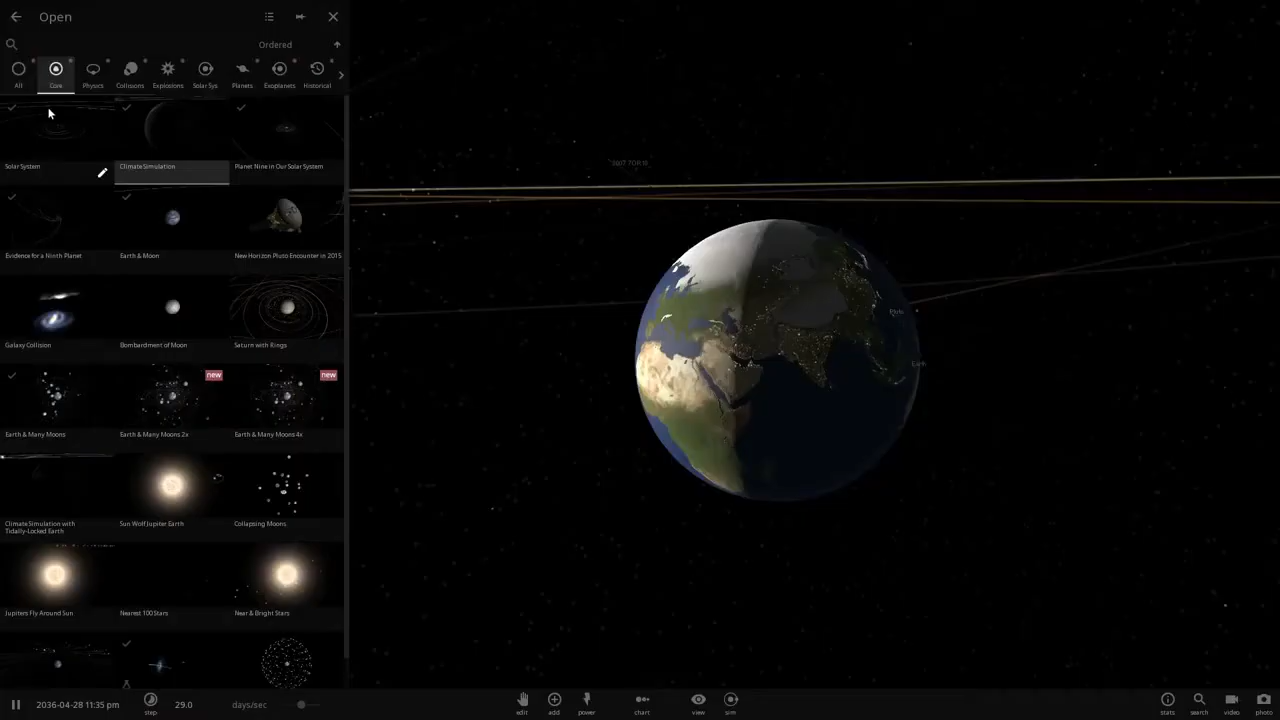 Open
Ordered
All
Core
Physics
Collisions
Explosions
Solar Sys
Planets
Exoplanets
Historical
Solar System
Climate Simulation
Planet Nine in Our Solar System
Evidence for a Ninth Planet
Earth & Moon
New Horizon Pluto Encounter in 2015
Galaxy Collision
Bombardment of Moon
Saturn with Rings
new
new
Earth & Many Moons
Earth & Many Moons 2x
Earth & Many Moons 4x
Climate Simulation with
Tidally-Locked Earth
Sun Wolf Jupiter Earth
Collapsing Moons
Jupiters Fly Around Sun
Nearest 100 Stars
Near & Bright Stars
Pluto
Earth
2036-04-28 11:35 pm
step
29.0
days/sec
edit
add
power
chart
view
sim
stats
search
video
photo